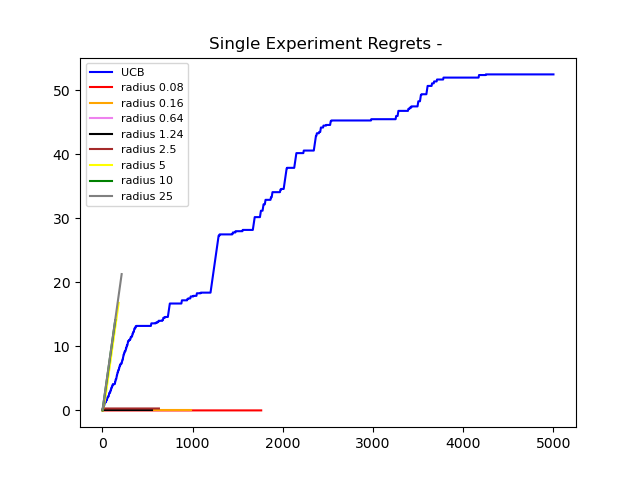 Single Experiment Regrets -
UCB
radius 0.08
radius 0.16
radius 0.64
radius 1.24
radius 2.5
radius 5
radius 10
radius 25
50
40
30
20
10
0
0 1000 2000 3000 4000 5000